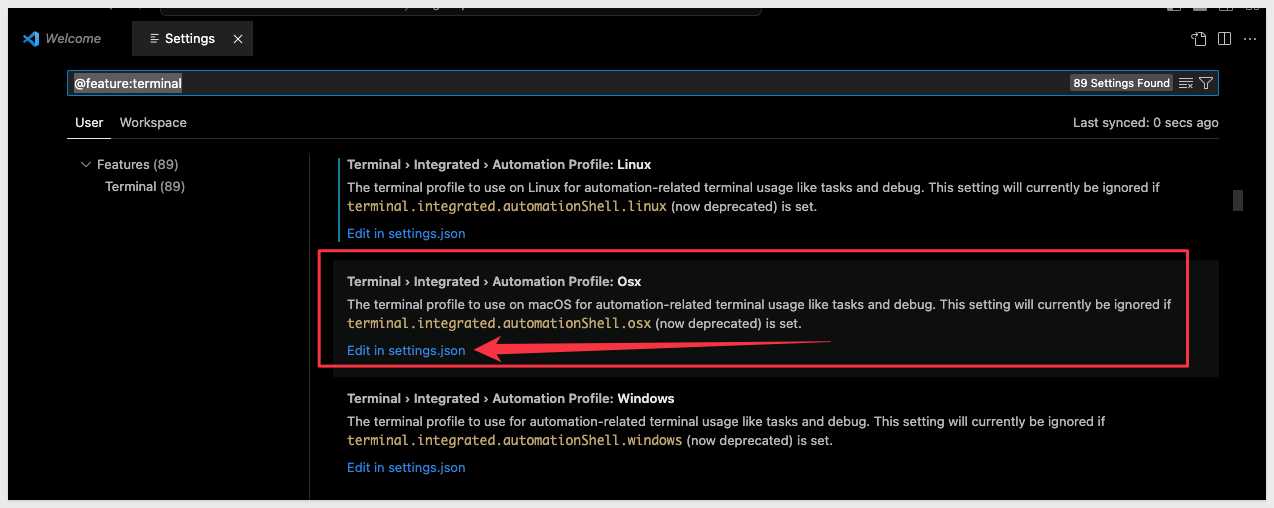 Welcome
Settings
@feature:terminal
89 Settings Found
User
Workspace
Last synced: 0 secs ago
Features (89)
Terminal (89)
Terminal › Integrated › Automation Profile: Linux
The terminal profile to use on Linux for automation-related terminal usage like tasks and debug. This setting will currently be ignored if
terminal.integrated.automationShell.linux (now deprecated) is set.
Edit in settings.json
Terminal › Integrated › Automation Profile: Osx
The terminal profile to use on macOS for automation-related terminal usage like tasks and debug. This setting will currently be ignored if
terminal.integrated.automationShell.osx (now deprecated) is set.
Edit in settings.json
Terminal › Integrated › Automation Profile: Windows
The terminal profile to use for automation-related terminal usage like tasks and debug. This setting will currently be ignored if
terminal.integrated.automationShell.windows (now deprecated) is set.
Edit in settings.json